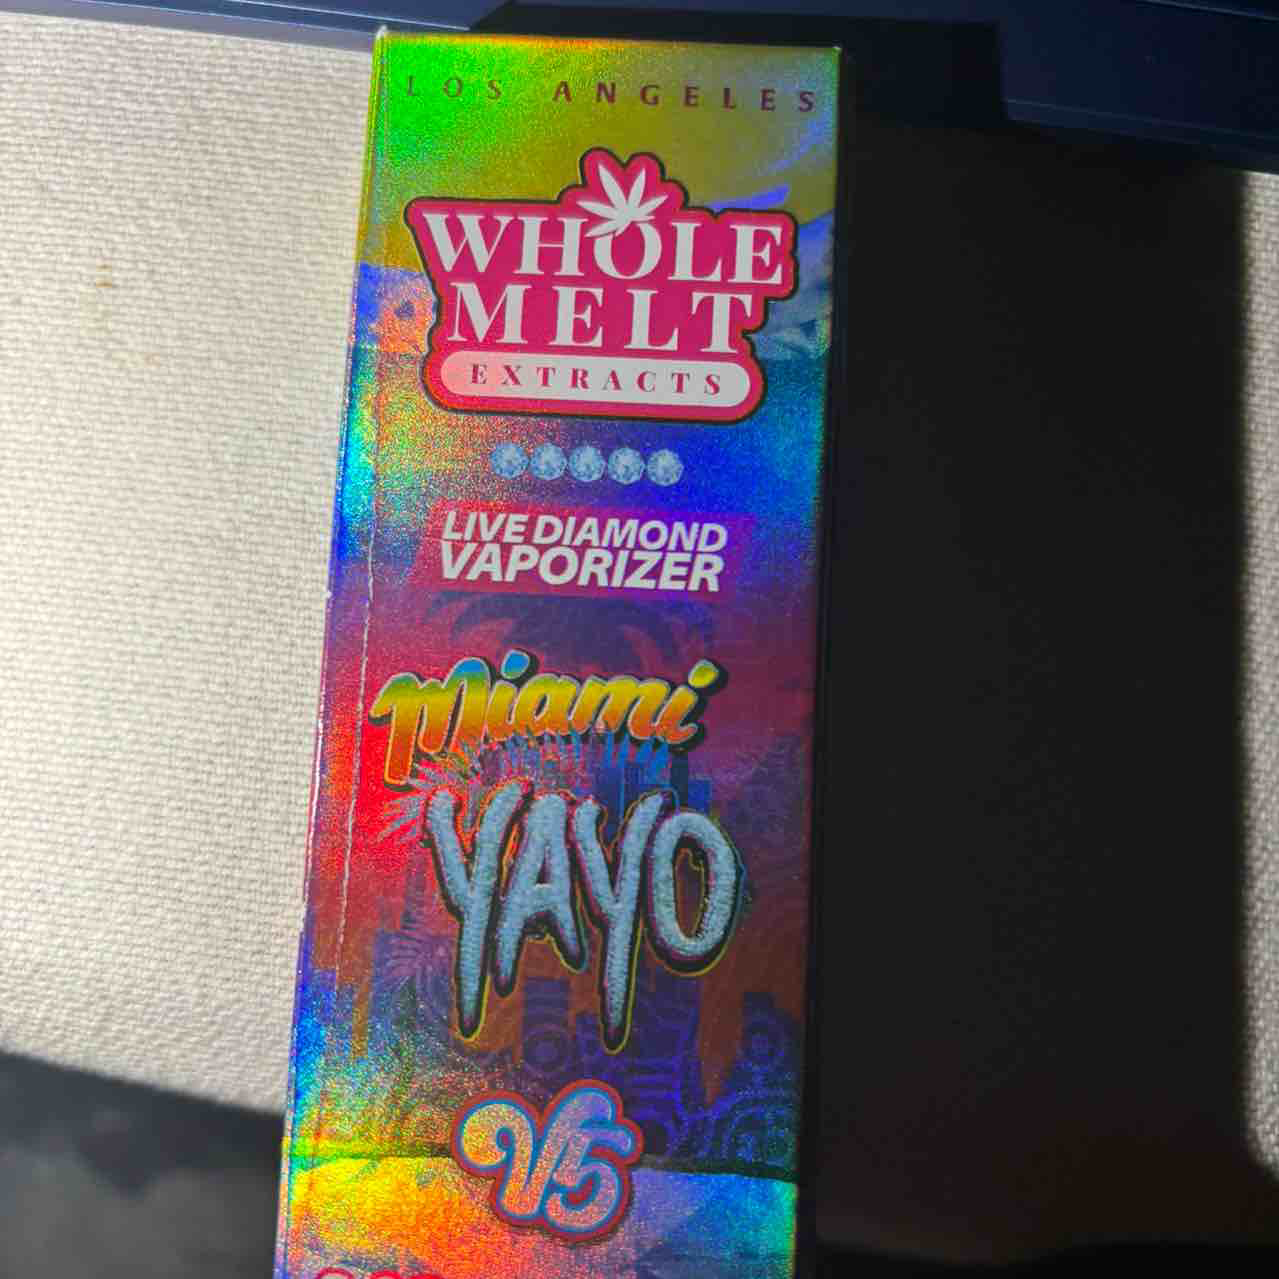 LOS ANGELES
WHOLE
MELT
EXTRACTS
LIVE DIAMOND
VAPORIZER
Miami
YAYO
V5